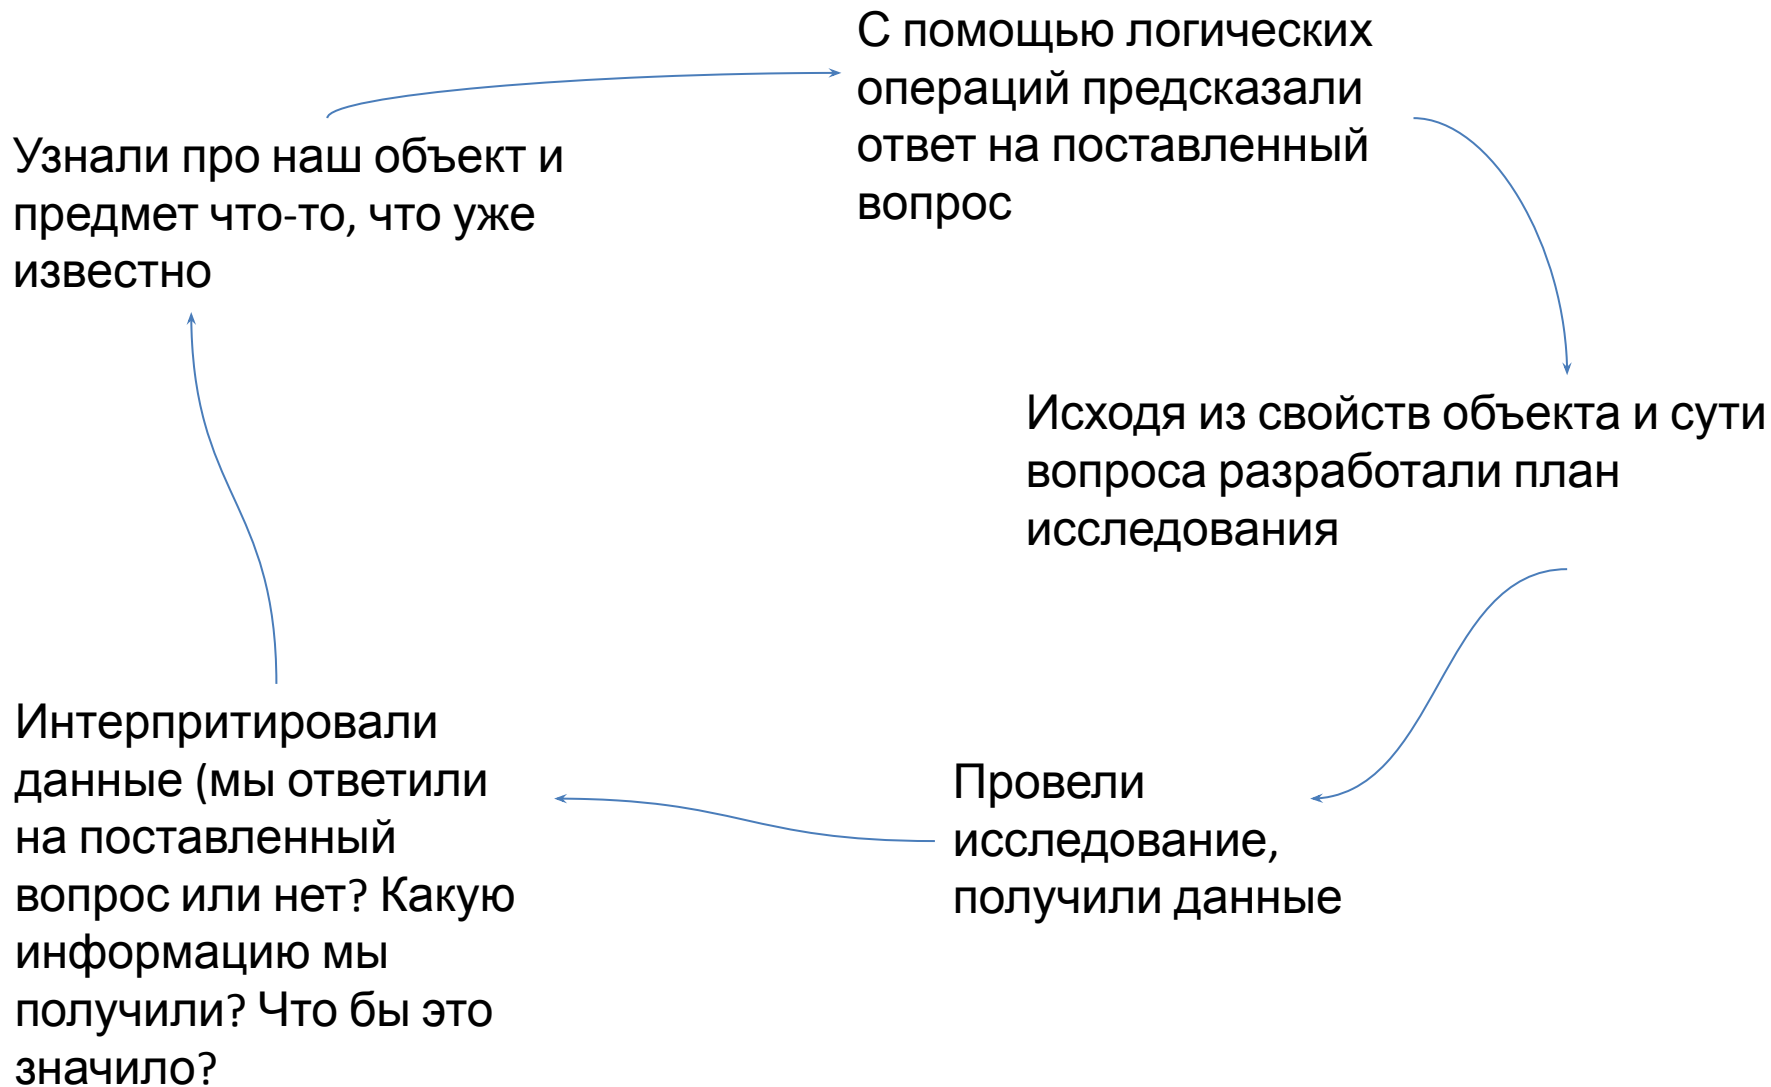 С помощью логических
операций предсказали
ответ на поставленный
вопрос
Узнали про наш объект и
предмет что-то, что уже
известно
Исходя из свойств объекта и сути
вопроса разработали план
исследования
Интерпритировали
данные (мы ответили
на поставленный
вопрос или нет? Какую
информацию мы
получили? Что бы это
значило?
Провели
исследование,
получили данные